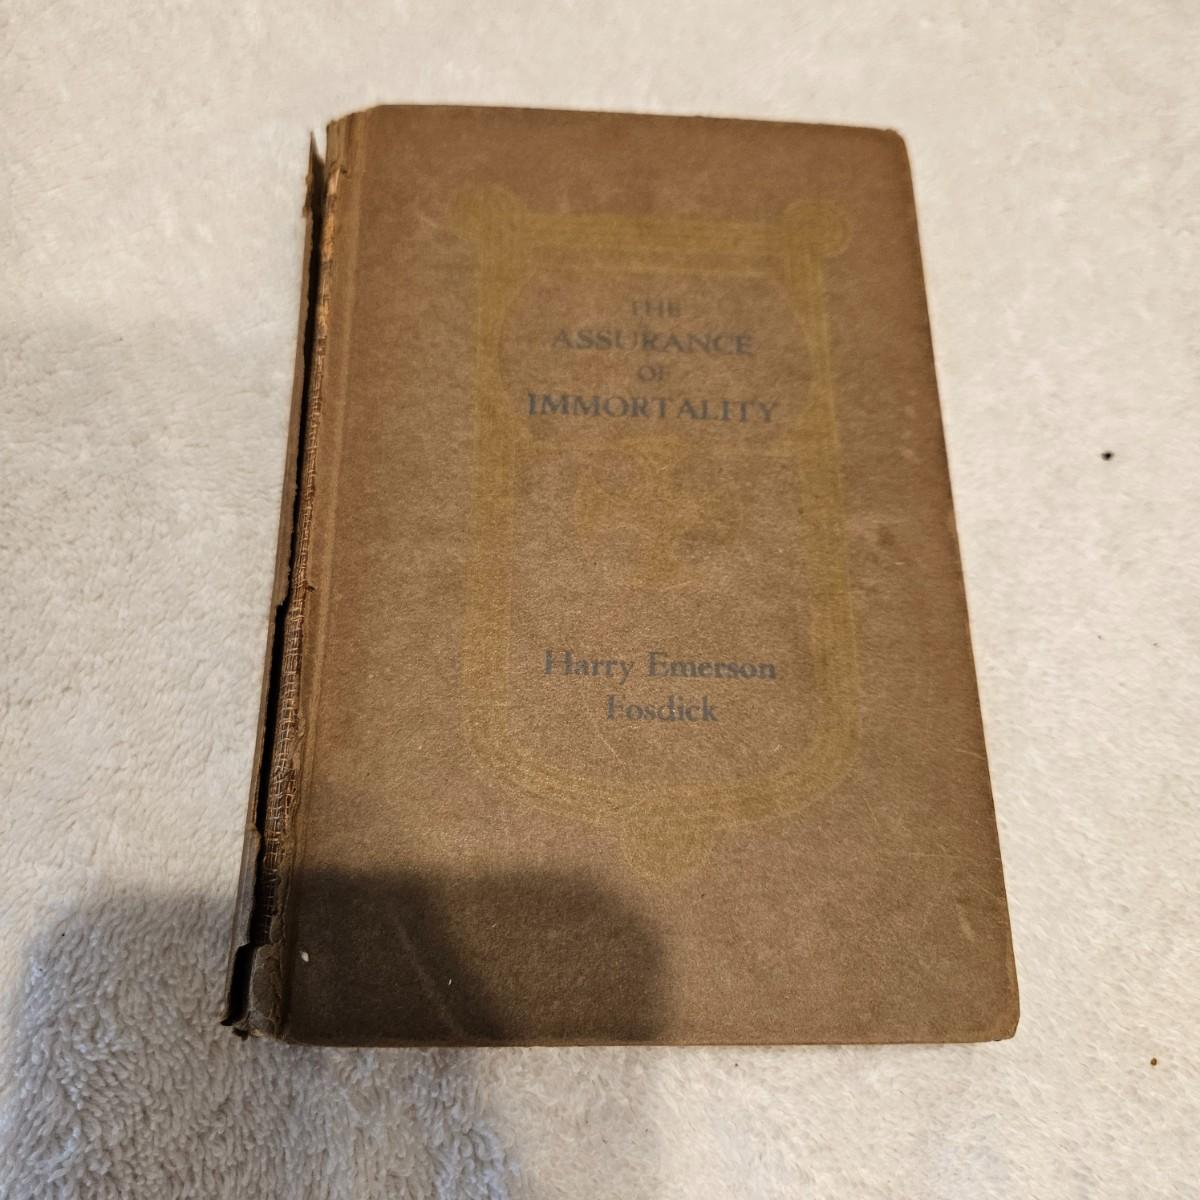 THE
ASSURANCE
OF
IMMORTALITY
Harry Emerson
Fosdick